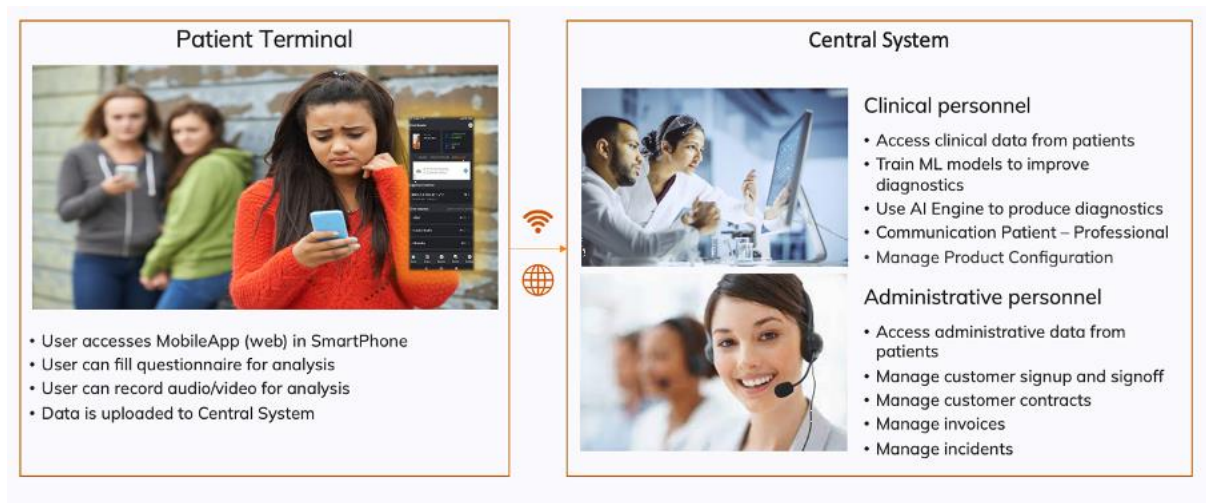 Patient Terminal
• User accesses MobileApp (web) in SmartPhone
• User can fill questionnaire for analysis
• User can record audio/video for analysis
• Data is uploaded to Central System
Central System
Clinical personnel
• Access clinical data from patients
• Train ML models to improve
diagnostics
• Use AI Engine to produce diagnostics
• Communication Patient – Professional
• Manage Product Configuration
Administrative personnel
• Access administrative data from
patients
• Manage customer signup and signoff
• Manage customer contracts
• Manage invoices
• Manage incidents